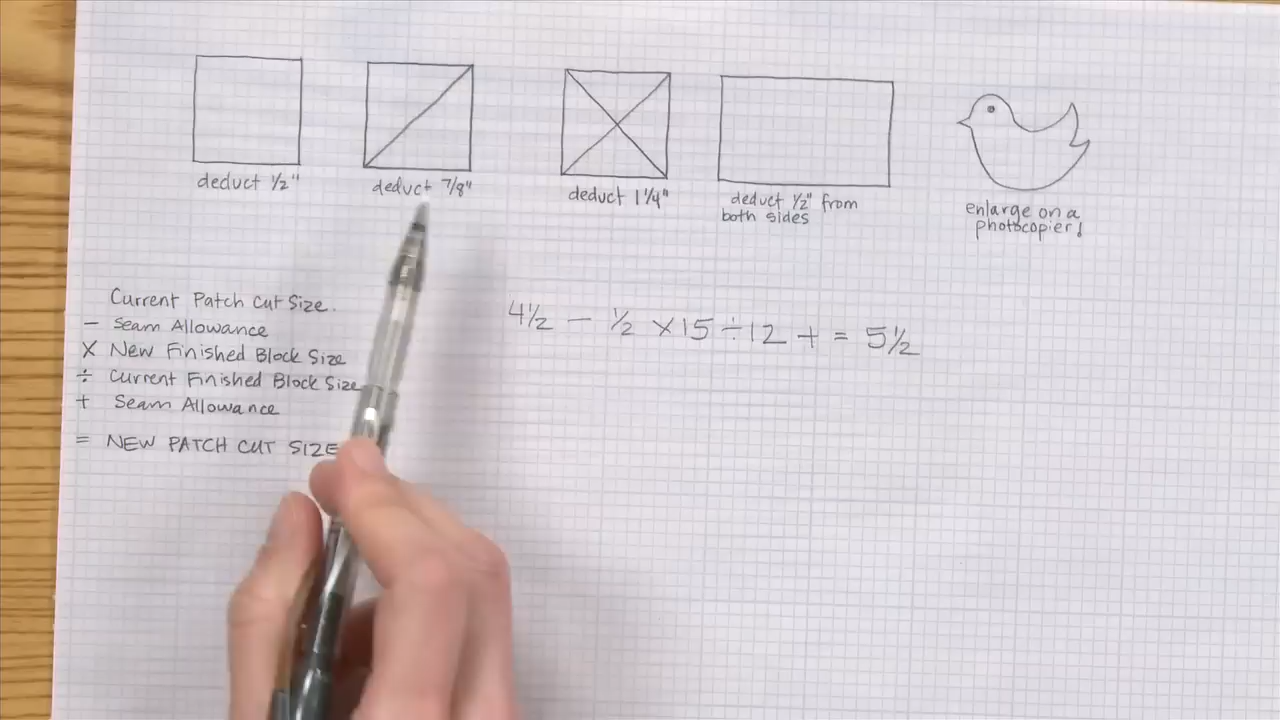 deduct ½"
deduct 7/8"
deduct 1¼"
deduct ½" from
both sides
enlarge on a
photocopier!
Current Patch Cut Size.
− Seam Allowance
X New Finished Block Size
÷ Current Finished Block Size
+ Seam Allowance
= NEW PATCH CUT SIZE
4½ − ½ × 15 ÷ 12 + = 5½